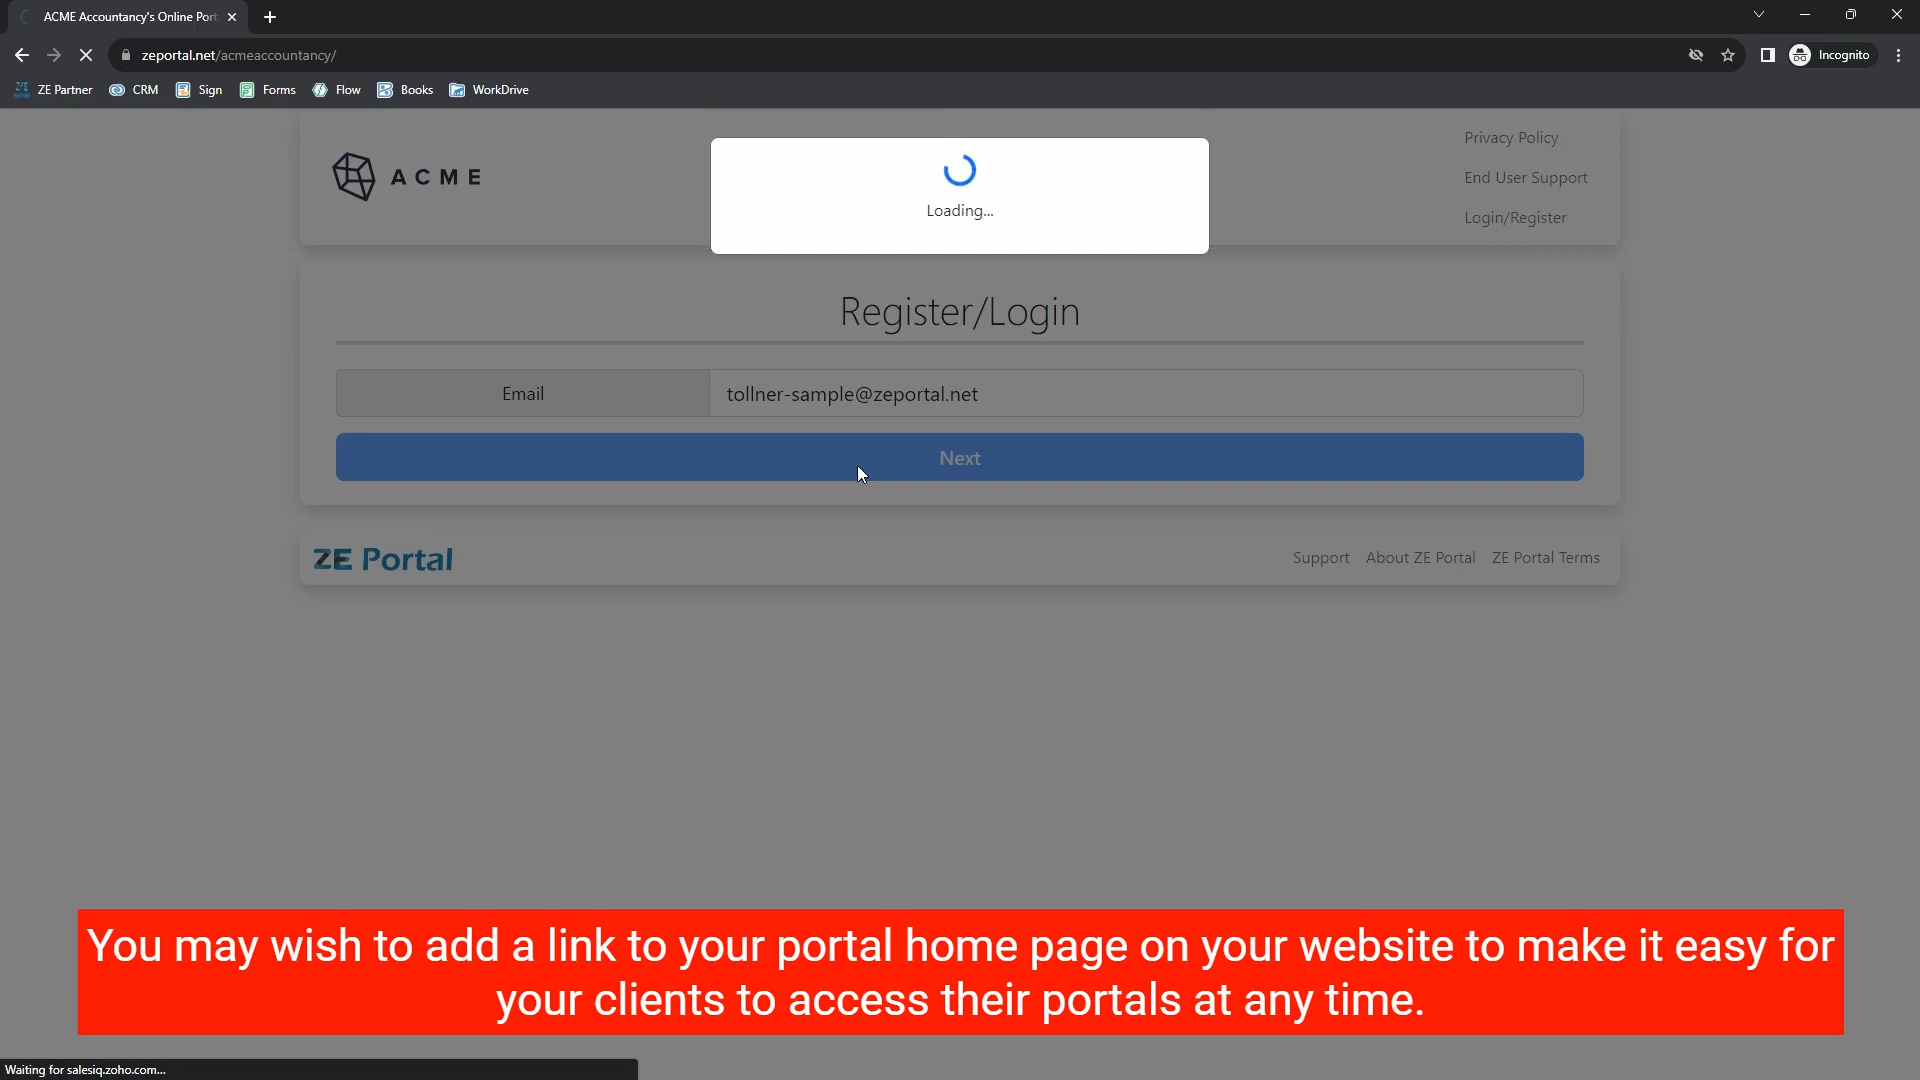 ACME Accountancy's Online Port
zeportal.net/acmeaccountancy/
Incognito
ZE Partner
CRM
Sign
Forms
Flow
Books
WorkDrive
ACME
Loading...
Privacy Policy
End User Support
Login/Register
Register/Login
Email
tollner-sample@zeportal.net
Next
ZE Portal
Support
About ZE Portal
ZE Portal Terms
You may wish to add a link to your portal home page on your website to make it easy for
your clients to access their portals at any time.
Waiting for salesiq.zoho.com...